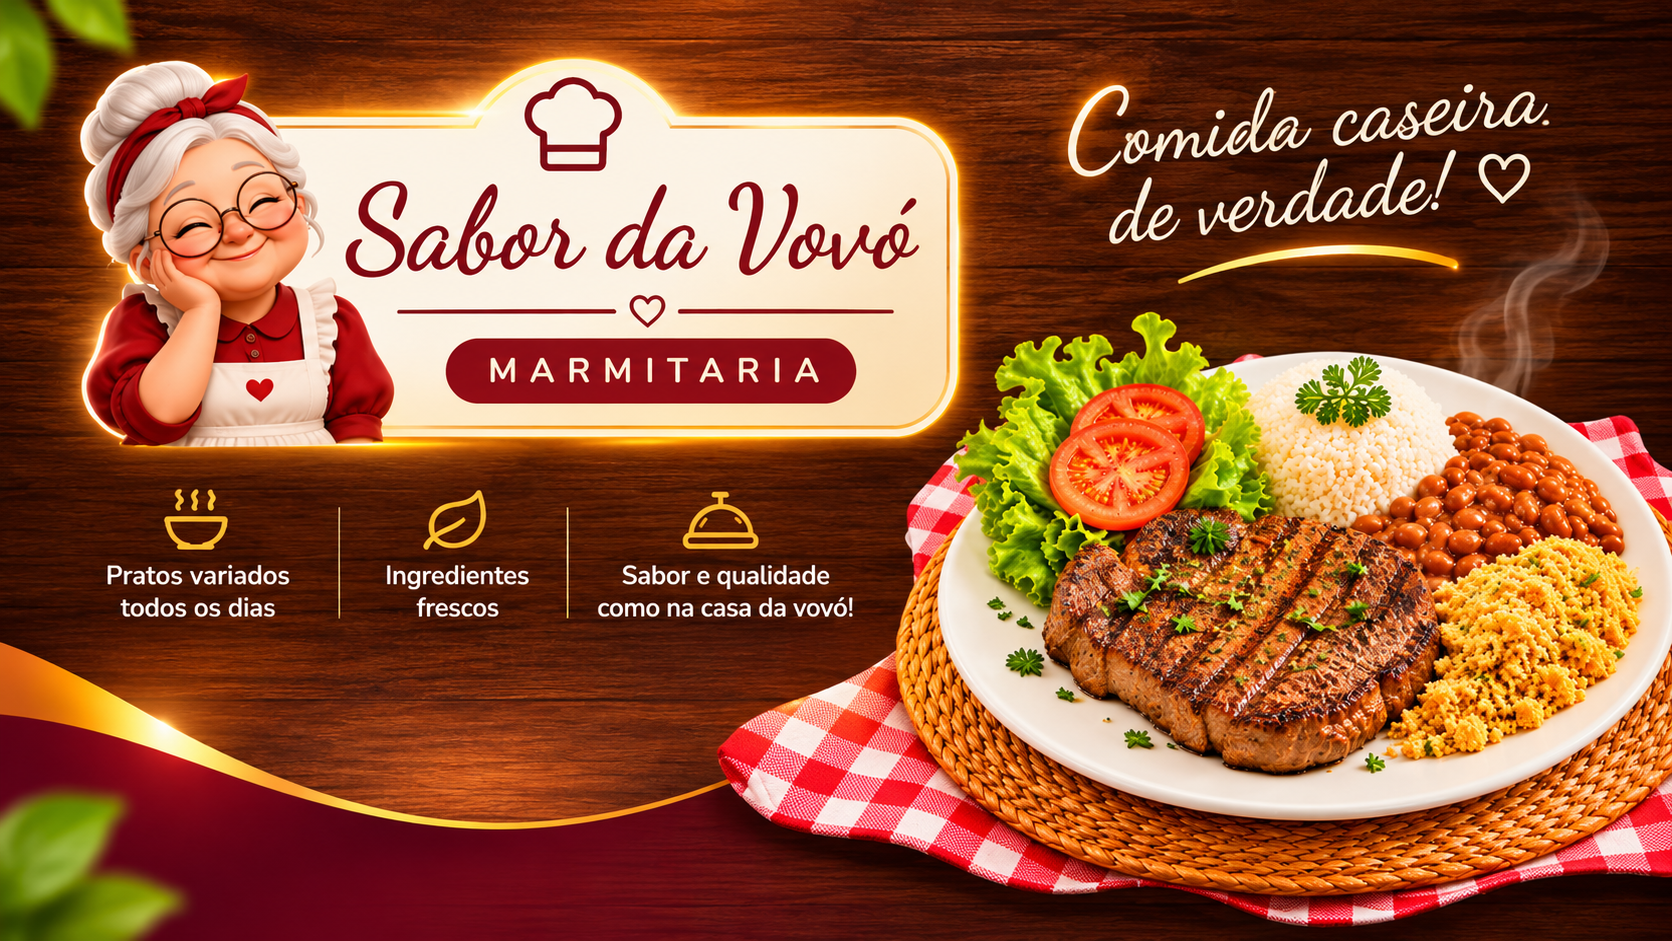 Sabor da Vovó
MARMITARIA
Comida caseira.
de verdade!
Pratos variados
todos os dias
Ingredientes
frescos
Sabor e qualidade
como na casa da vovó!